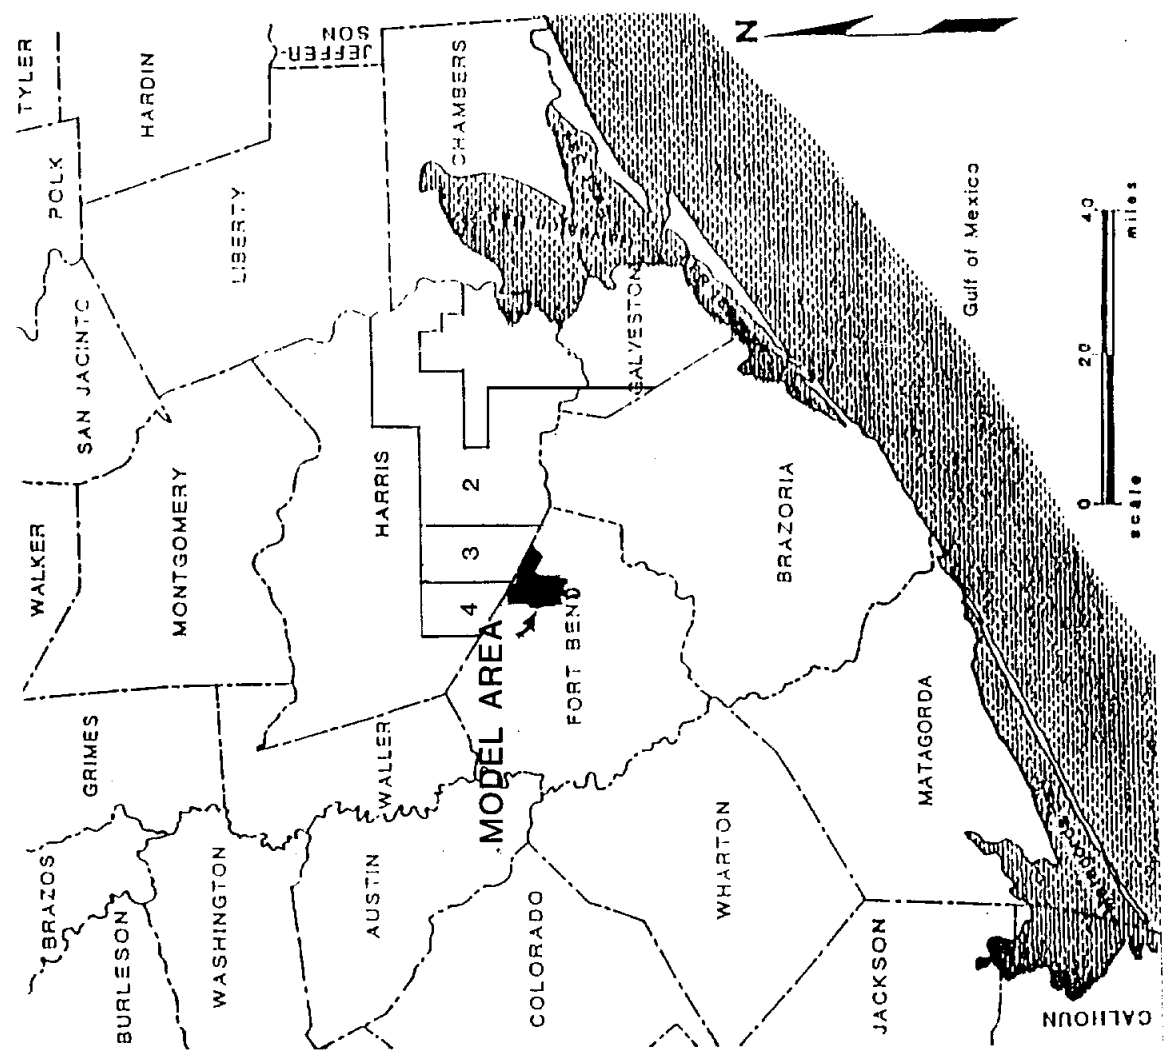 TYLER
HARDIN
JEFFER-
SON
N
POLK
LIBERTY
CHAMBERS
SAN JACINTO
GALVESTON
Gulf of Mexico
0 20 40
scale miles
WALKER
MONTGOMERY
HARRIS
2
3
4
MODEL AREA
FORT BEND
BRAZORIA
GRIMES
WALLER
MATAGORDA
BRAZOS
BURLESON
WASHINGTON
AUSTIN
COLORADO
WHARTON
JACKSON
CALHOUN